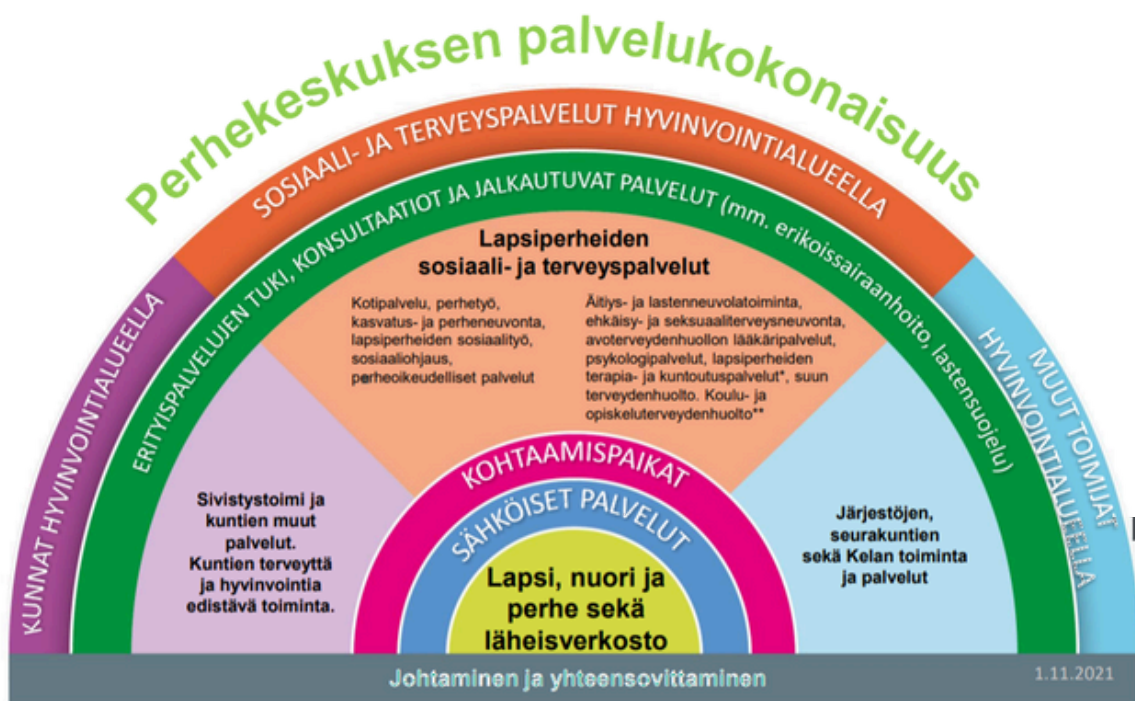 Perhekeskuksen palvelukokonaisuus
SOSIAALI- JA TERVEYSPALVELUT HYVINVOINTIALUEELLA
KUNNAT HYVINVOINTIALUEELLA
MUUT TOIMIJAT
HYVINVOINTIALUEELLA
ERITYISPALVELUJEN TUKI, KONSULTAATIOT JA JALKAUTUVAT PALVELUT (mm. erikoissairaanhoito, lastensuojelu)
Lapsiperheiden
sosiaali- ja terveyspalvelut
Kotipalvelu, perhetyö,
kasvatus- ja perheneuvonta,
lapsiperheiden sosiaalityö,
sosiaaliohjaus,
perheoikeudelliset palvelut
Äitiys- ja lastenneuvolatoiminta,
ehkäisy- ja seksuaaliterveysneuvonta,
avoterveydenhuollon lääkäripalvelut,
psykologipalvelut, lapsiperheiden
terapia- ja kuntoutuspalvelut*, suun
terveydenhuolto. Koulu- ja
opiskeluterveydenhuolto**
Sivistystoimi ja
kuntien muut
palvelut.
Kuntien terveyttä
ja hyvinvointia
edistävä toiminta.
Järjestöjen,
seurakuntien
sekä Kelan toiminta
ja palvelut
KOHTAAMISPAIKAT
SÄHKÖISET PALVELUT
Lapsi, nuori ja
perhe sekä
läheisverkosto
Johtaminen ja yhteensovittaminen
1.11.2021